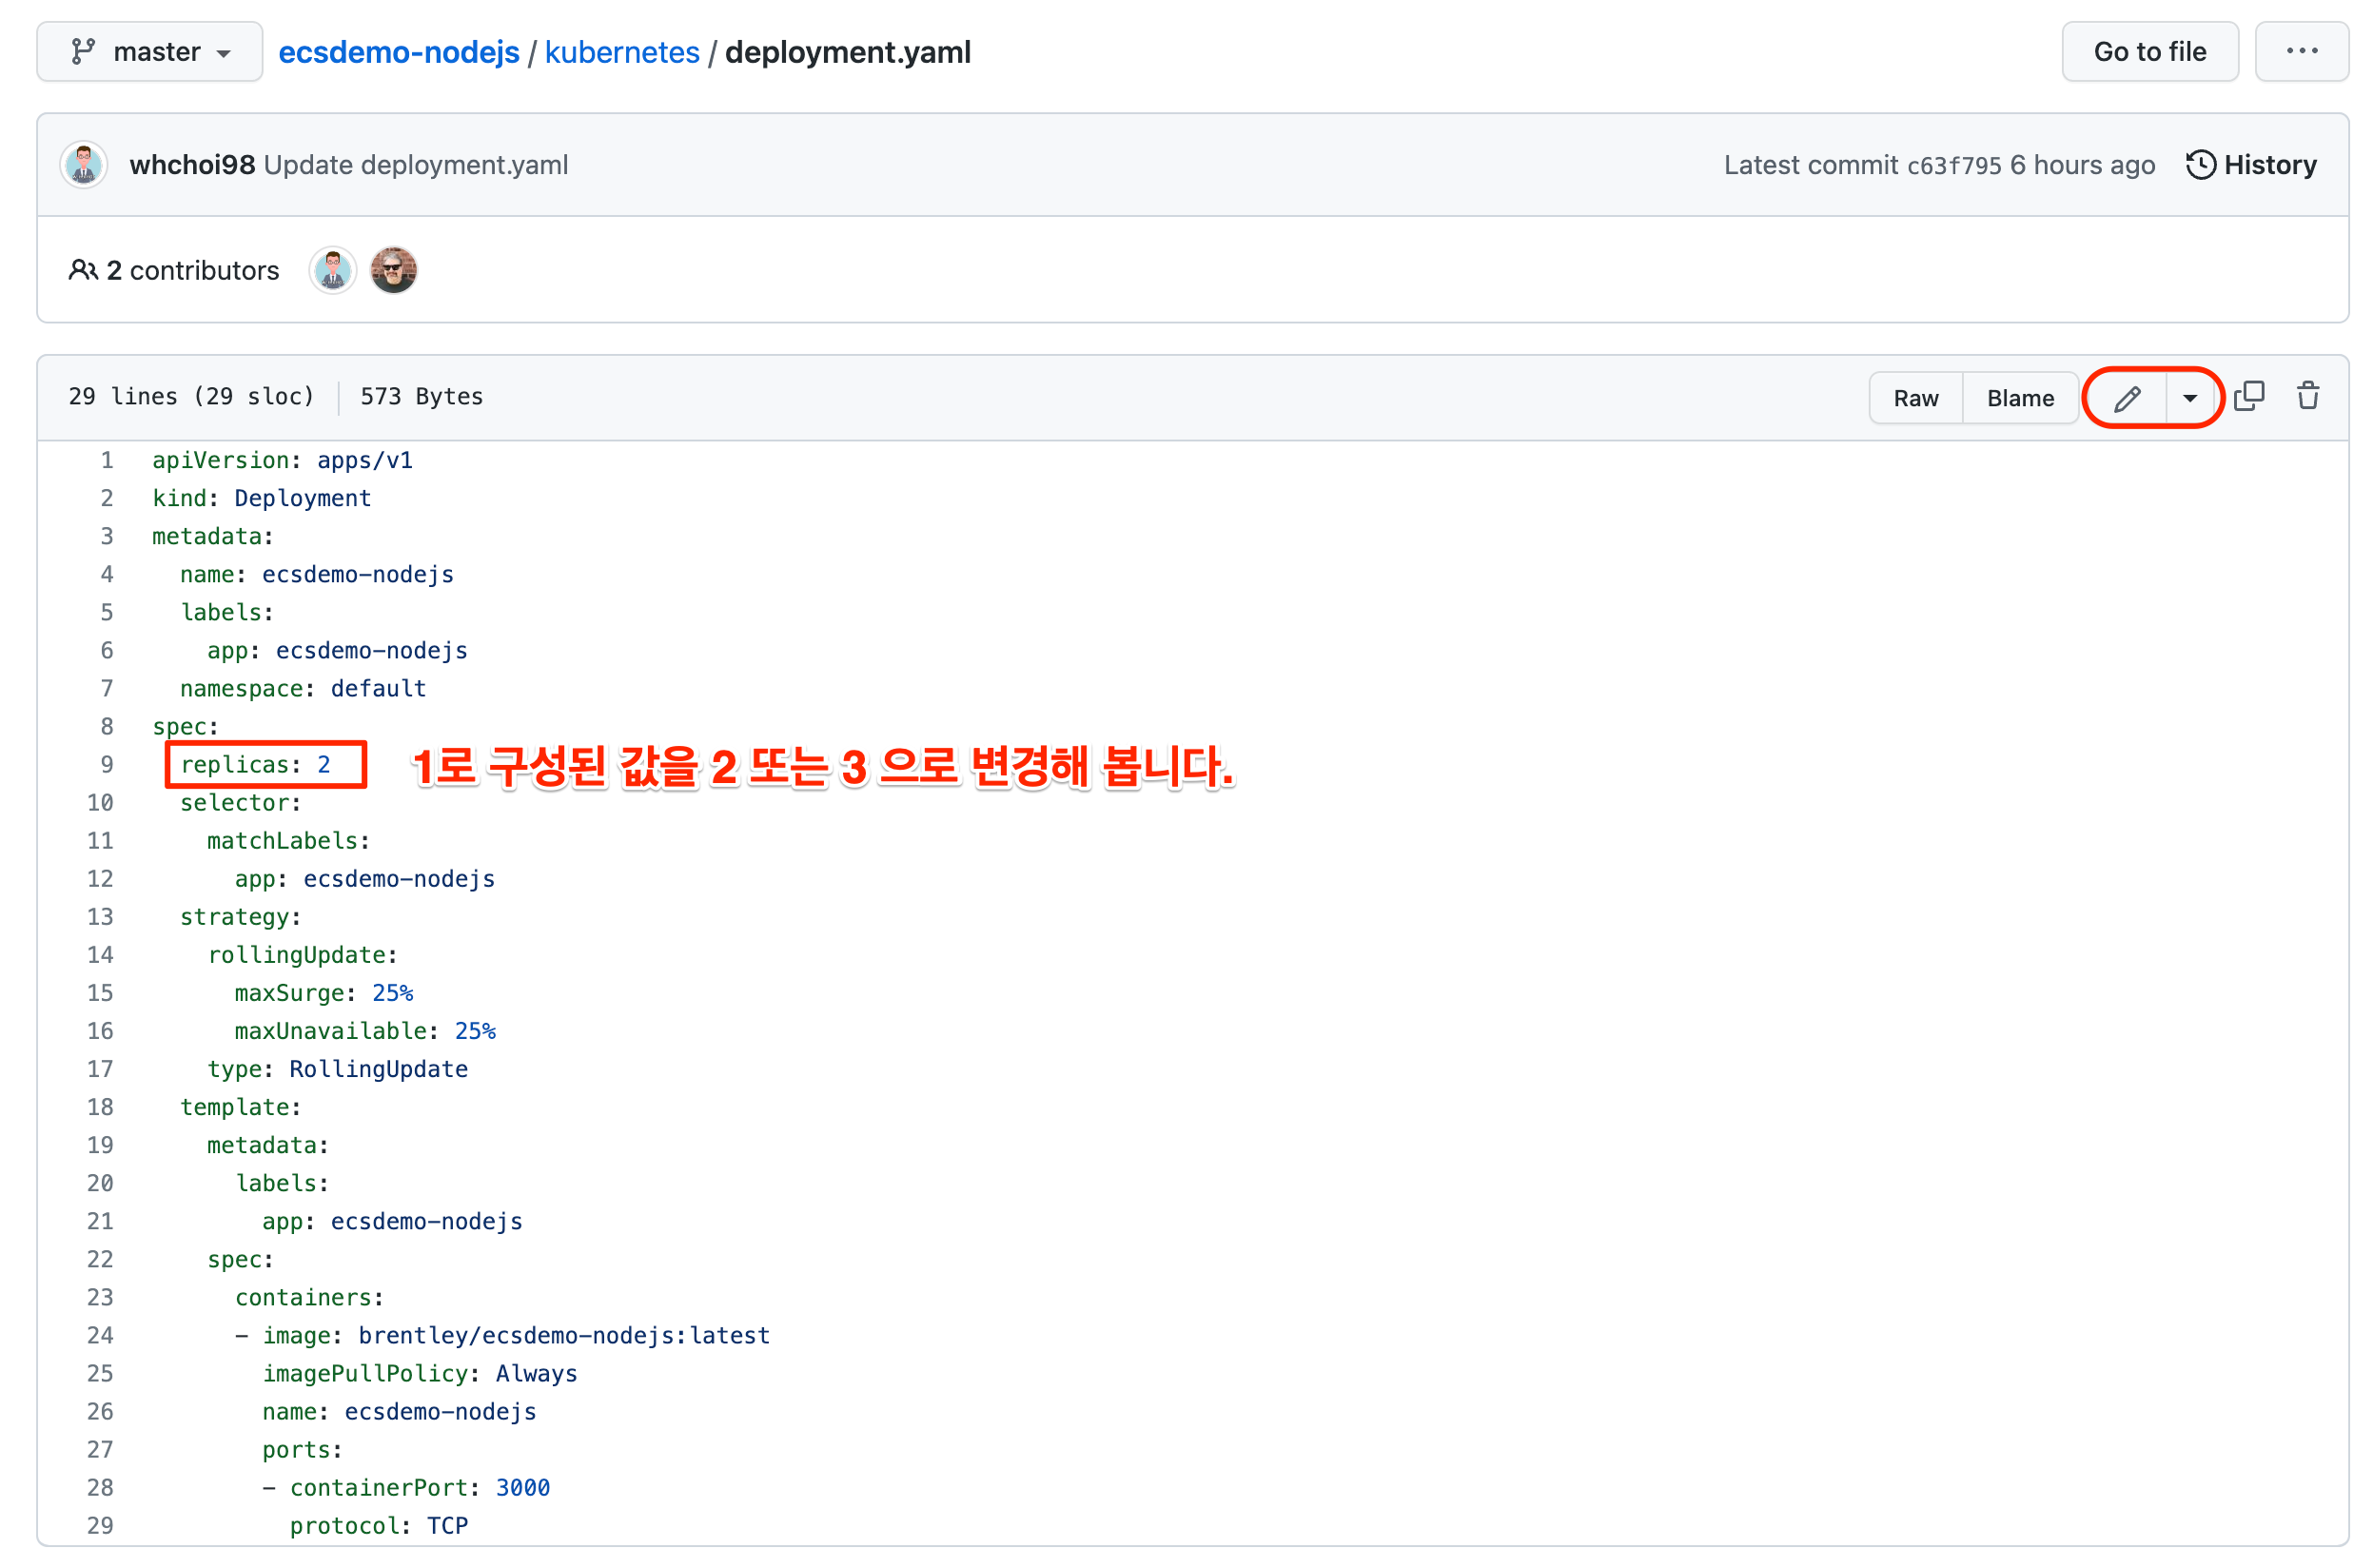 master ecsdemo-nodejs / kubernetes / deployment.yaml Go to file ...
whchoi98 Update deployment.yaml Latest commit c63f795 6 hours ago History
2 contributors
29 lines (29 sloc) 573 Bytes Raw Blame
1 apiVersion: apps/v1
2 kind: Deployment
3 metadata:
4   name: ecsdemo-nodejs
5   labels:
6     app: ecsdemo-nodejs
7   namespace: default
8 spec:
9   replicas: 2 1로 구성된 값을 2 또는 3 으로 변경해 봅니다.
10   selector:
11     matchLabels:
12       app: ecsdemo-nodejs
13   strategy:
14     rollingUpdate:
15       maxSurge: 25%
16       maxUnavailable: 25%
17     type: RollingUpdate
18   template:
19     metadata:
20       labels:
21         app: ecsdemo-nodejs
22     spec:
23       containers:
24       - image: brentley/ecsdemo-nodejs:latest
25         imagePullPolicy: Always
26         name: ecsdemo-nodejs
27         ports:
28         - containerPort: 3000
29           protocol: TCP